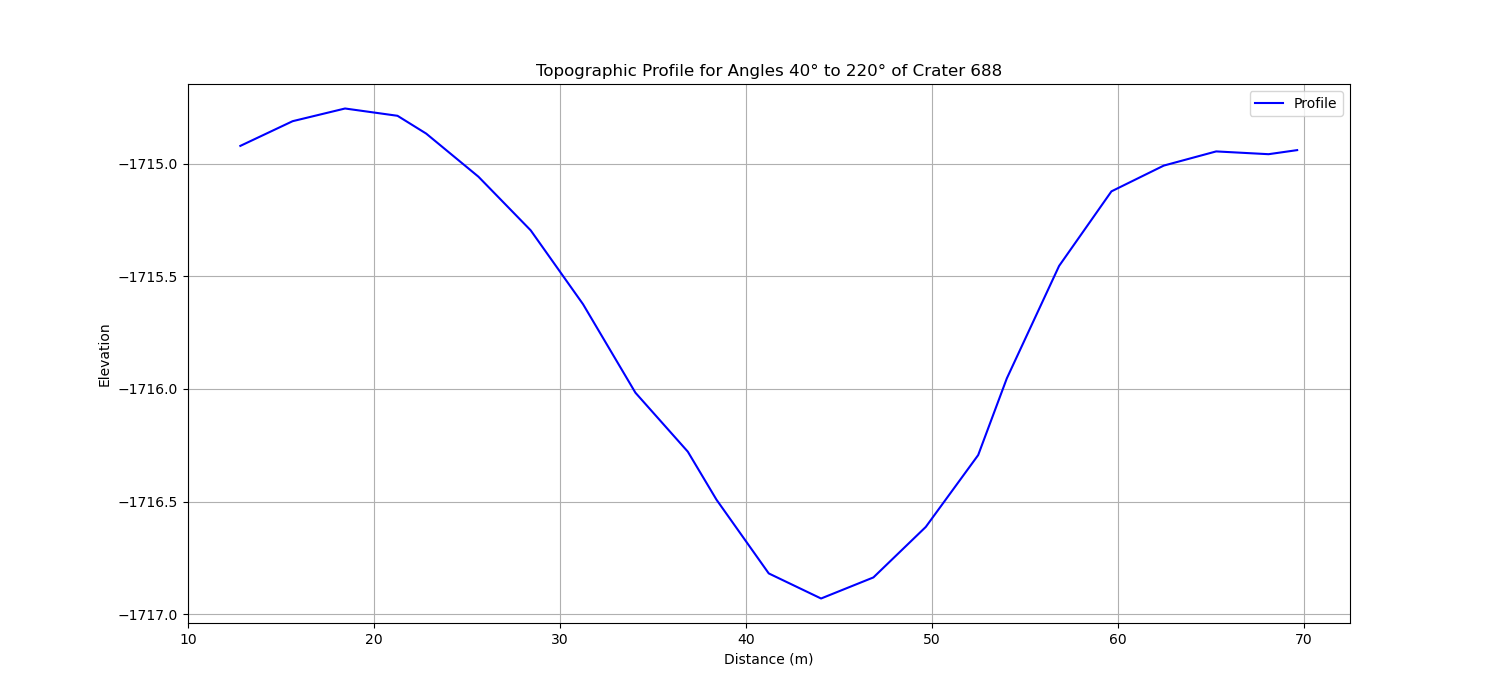 Topographic Profile for Angles 40° to 220° of Crater 688
Profile
−1715.0
−1715.5
−1716.0
−1716.5
−1717.0
Elevation
10 20 30 40 50 60 70
Distance (m)